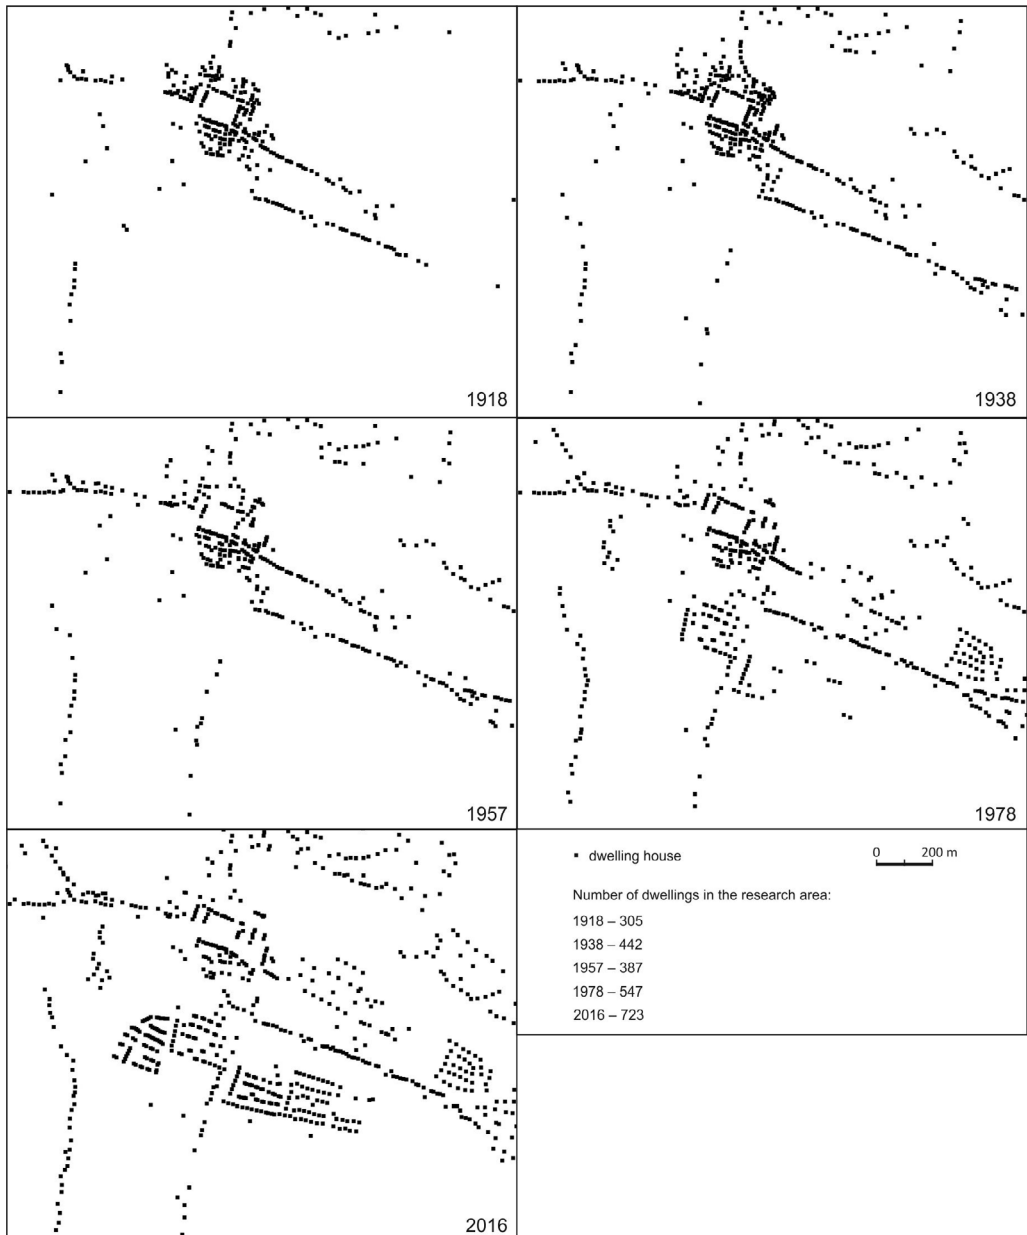 1918
1938
1957
1978
2016
▪ dwelling house
0 200 m
Number of dwellings in the research area:
1918 – 305
1938 – 442
1957 – 387
1978 – 547
2016 – 723